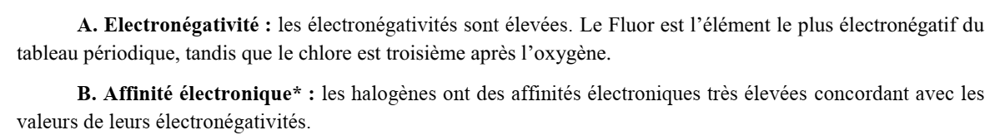 A. Electronégativité : les électronégativités sont élevées. Le Fluor est l’élément le plus électronégatif du
tableau périodique, tandis que le chlore est troisième après l’oxygène.
B. Affinité électronique* : les halogènes ont des affinités électroniques très élevées concordant avec les
valeurs de leurs électronégativités.